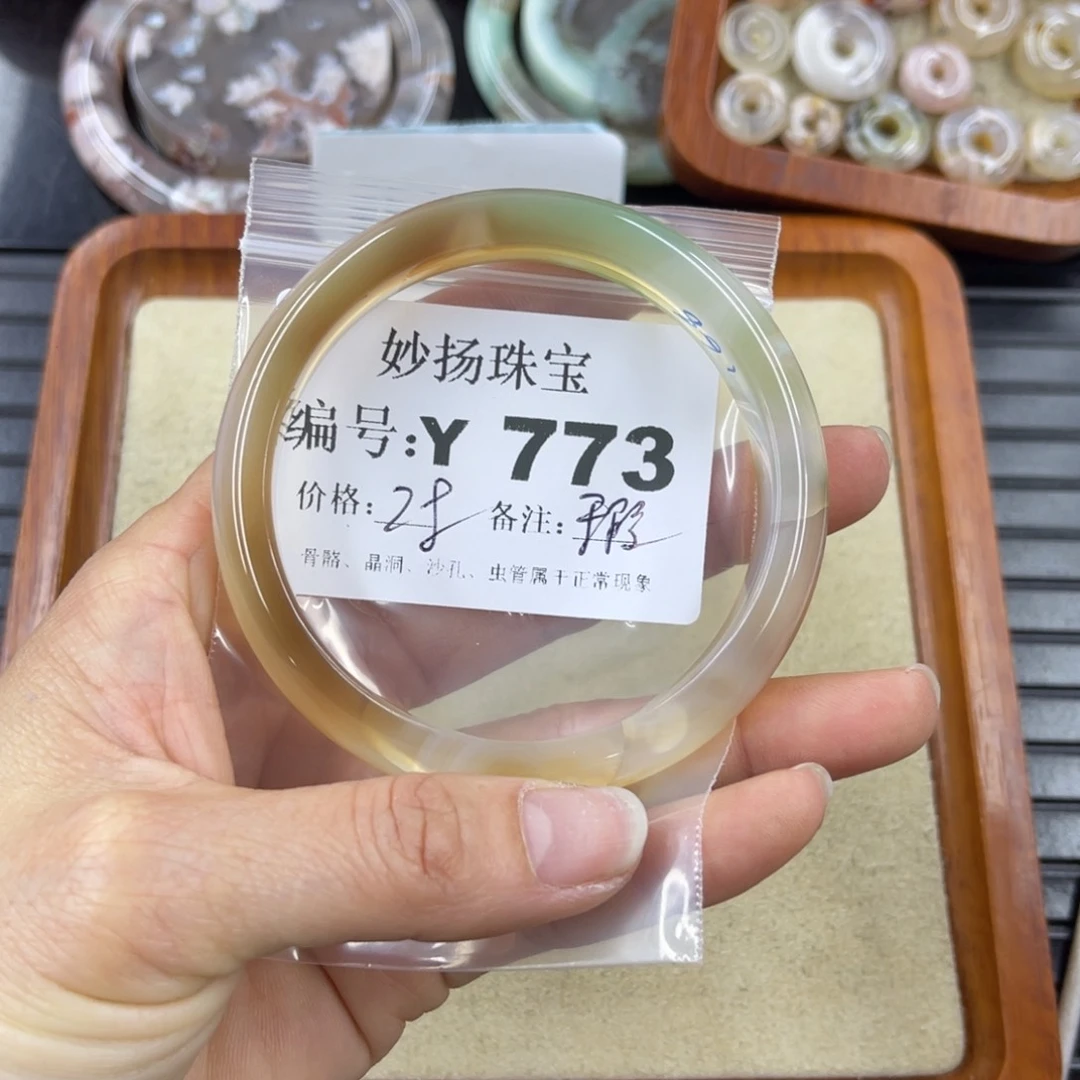 妙扬珠宝
编号:Y 773
价格: 备注:
骨骼、晶洞、沙孔、虫管属于正常现象